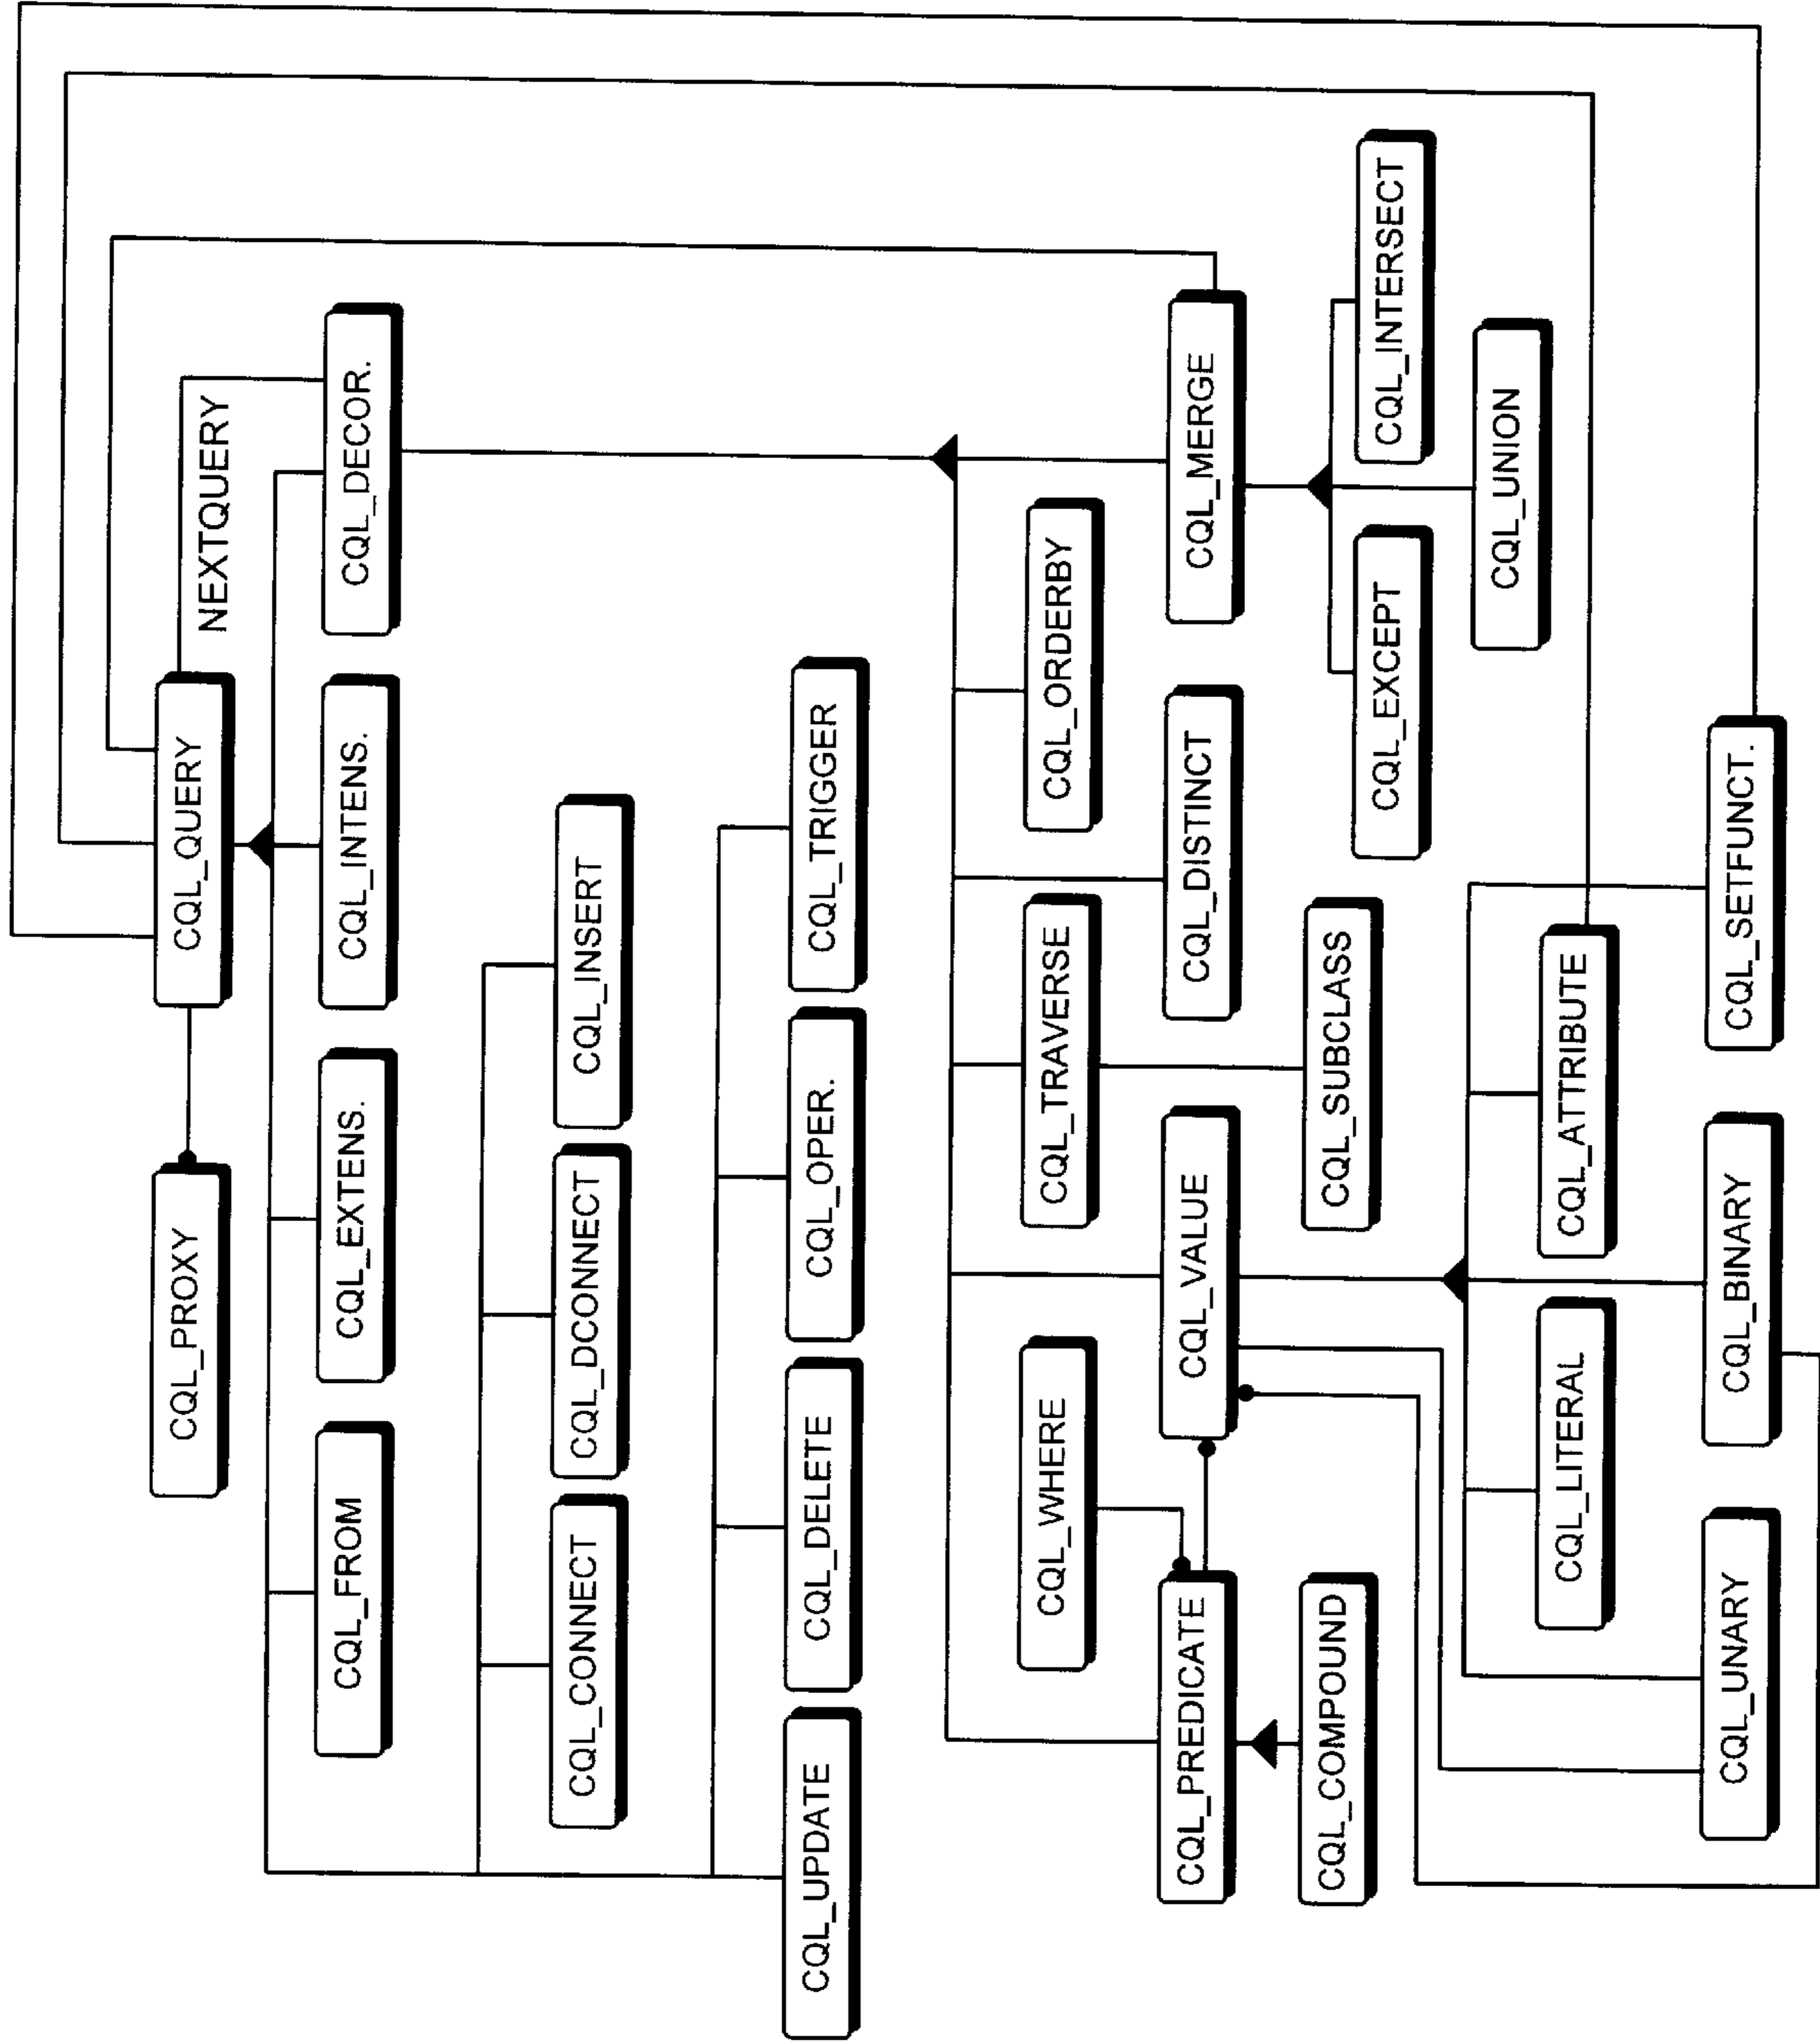 CQL_PROXY
CQL_QUERY
NEXTQUERY
CQL_FROM
CQL_EXTENS.
CQL_INTENS.
CQL_DECOR.
CQL_CONNECT
CQL_DCONNECT
CQL_INSERT
CQL_UPDATE
CQL_DELETE
CQL_OPER.
CQL_TRIGGER
CQL_WHERE
CQL_TRAVERSE
CQL_ORDERBY
CQL_PREDICATE
CQL_VALUE
CQL_DISTINCT
CQL_MERGE
CQL_COMPOUND
CQL_SUBCLASS
CQL_EXCEPT
CQL_INTERSECT
CQL_UNION
CQL_LITERAL
CQL_ATTRIBUTE
CQL_UNARY
CQL_BINARY
CQL_SETFUNCT.